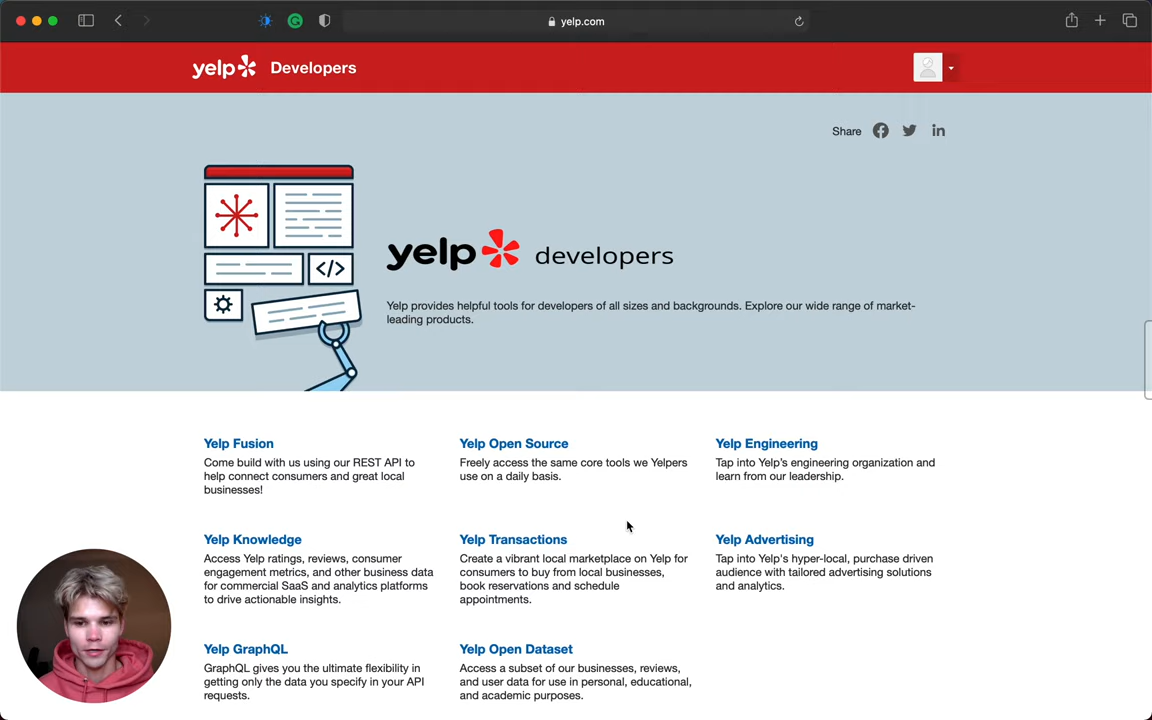 yelp.com
yelp Developers
Share
yelp developers
Yelp provides helpful tools for developers of all sizes and backgrounds. Explore our wide range of market-
leading products.
Yelp Fusion
Come build with us using our REST API to
help connect consumers and great local
businesses!
Yelp Open Source
Freely access the same core tools we Yelpers
use on a daily basis.
Yelp Engineering
Tap into Yelp’s engineering organization and
learn from our leadership.
Yelp Knowledge
Access Yelp ratings, reviews, consumer
engagement metrics, and other business data
for commercial SaaS and analytics platforms
to drive actionable insights.
Yelp Transactions
Create a vibrant local marketplace on Yelp for
consumers to buy from local businesses,
book reservations and schedule
appointments.
Yelp Advertising
Tap into Yelp's hyper-local, purchase driven
audience with tailored advertising solutions
and analytics.
Yelp GraphQL
GraphQL gives you the ultimate flexibility in
getting only the data you specify in your API
requests.
Yelp Open Dataset
Access a subset of our businesses, reviews,
and user data for use in personal, educational,
and academic purposes.